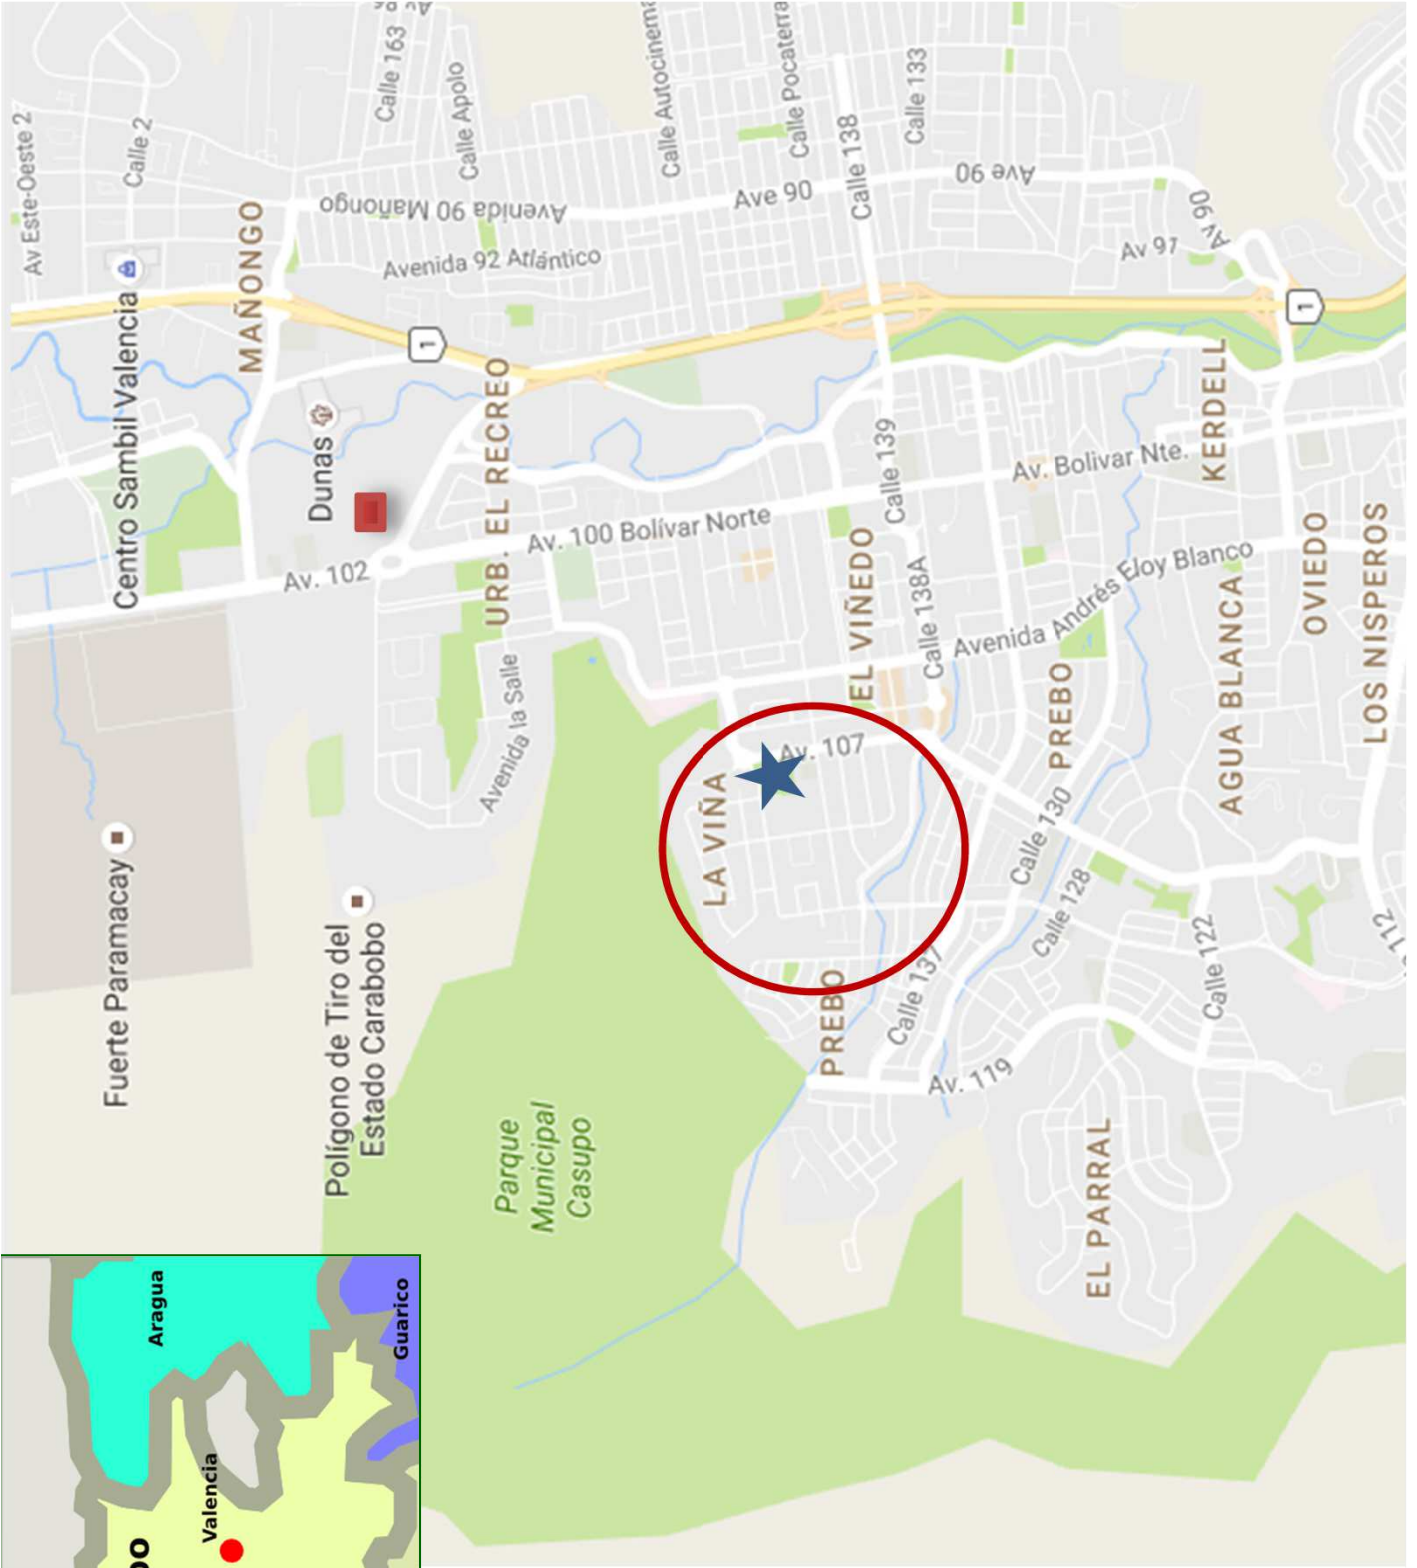 Av Este-Oeste 2
Calle 2
Calle 163
Calle Apolo
Calle Autocinema
Calle Pocaterra
Calle 138
Calle 133
Avenida 90 Mañongo
Ave 90
Ave 90
Av 90
Av 91
Avenida 92 Atlántico
Centro Sambil Valencia
MAÑONGO
1
1
Dunas
URB. EL RECREO
Av. 102
Av. 100 Bolívar Norte
Calle 139
Av. Bolivar Nte.
KERDELL
EL VIÑEDO
Calle 138A
Avenida Andrés Eloy Blanco
OVIEDO
LOS NISPEROS
AGUA BLANCA
PREBO
Avenida la Salle
Av. 107
LA VIÑA
Calle 130
Calle 128
Calle 122
112
Calle 137
PREBO
Av. 119
EL PARRAL
Fuerte Paramacay
Polígono de Tiro del
Estado Carabobo
Parque
Municipal
Casupo
Aragua
Guarico
Valencia
bo